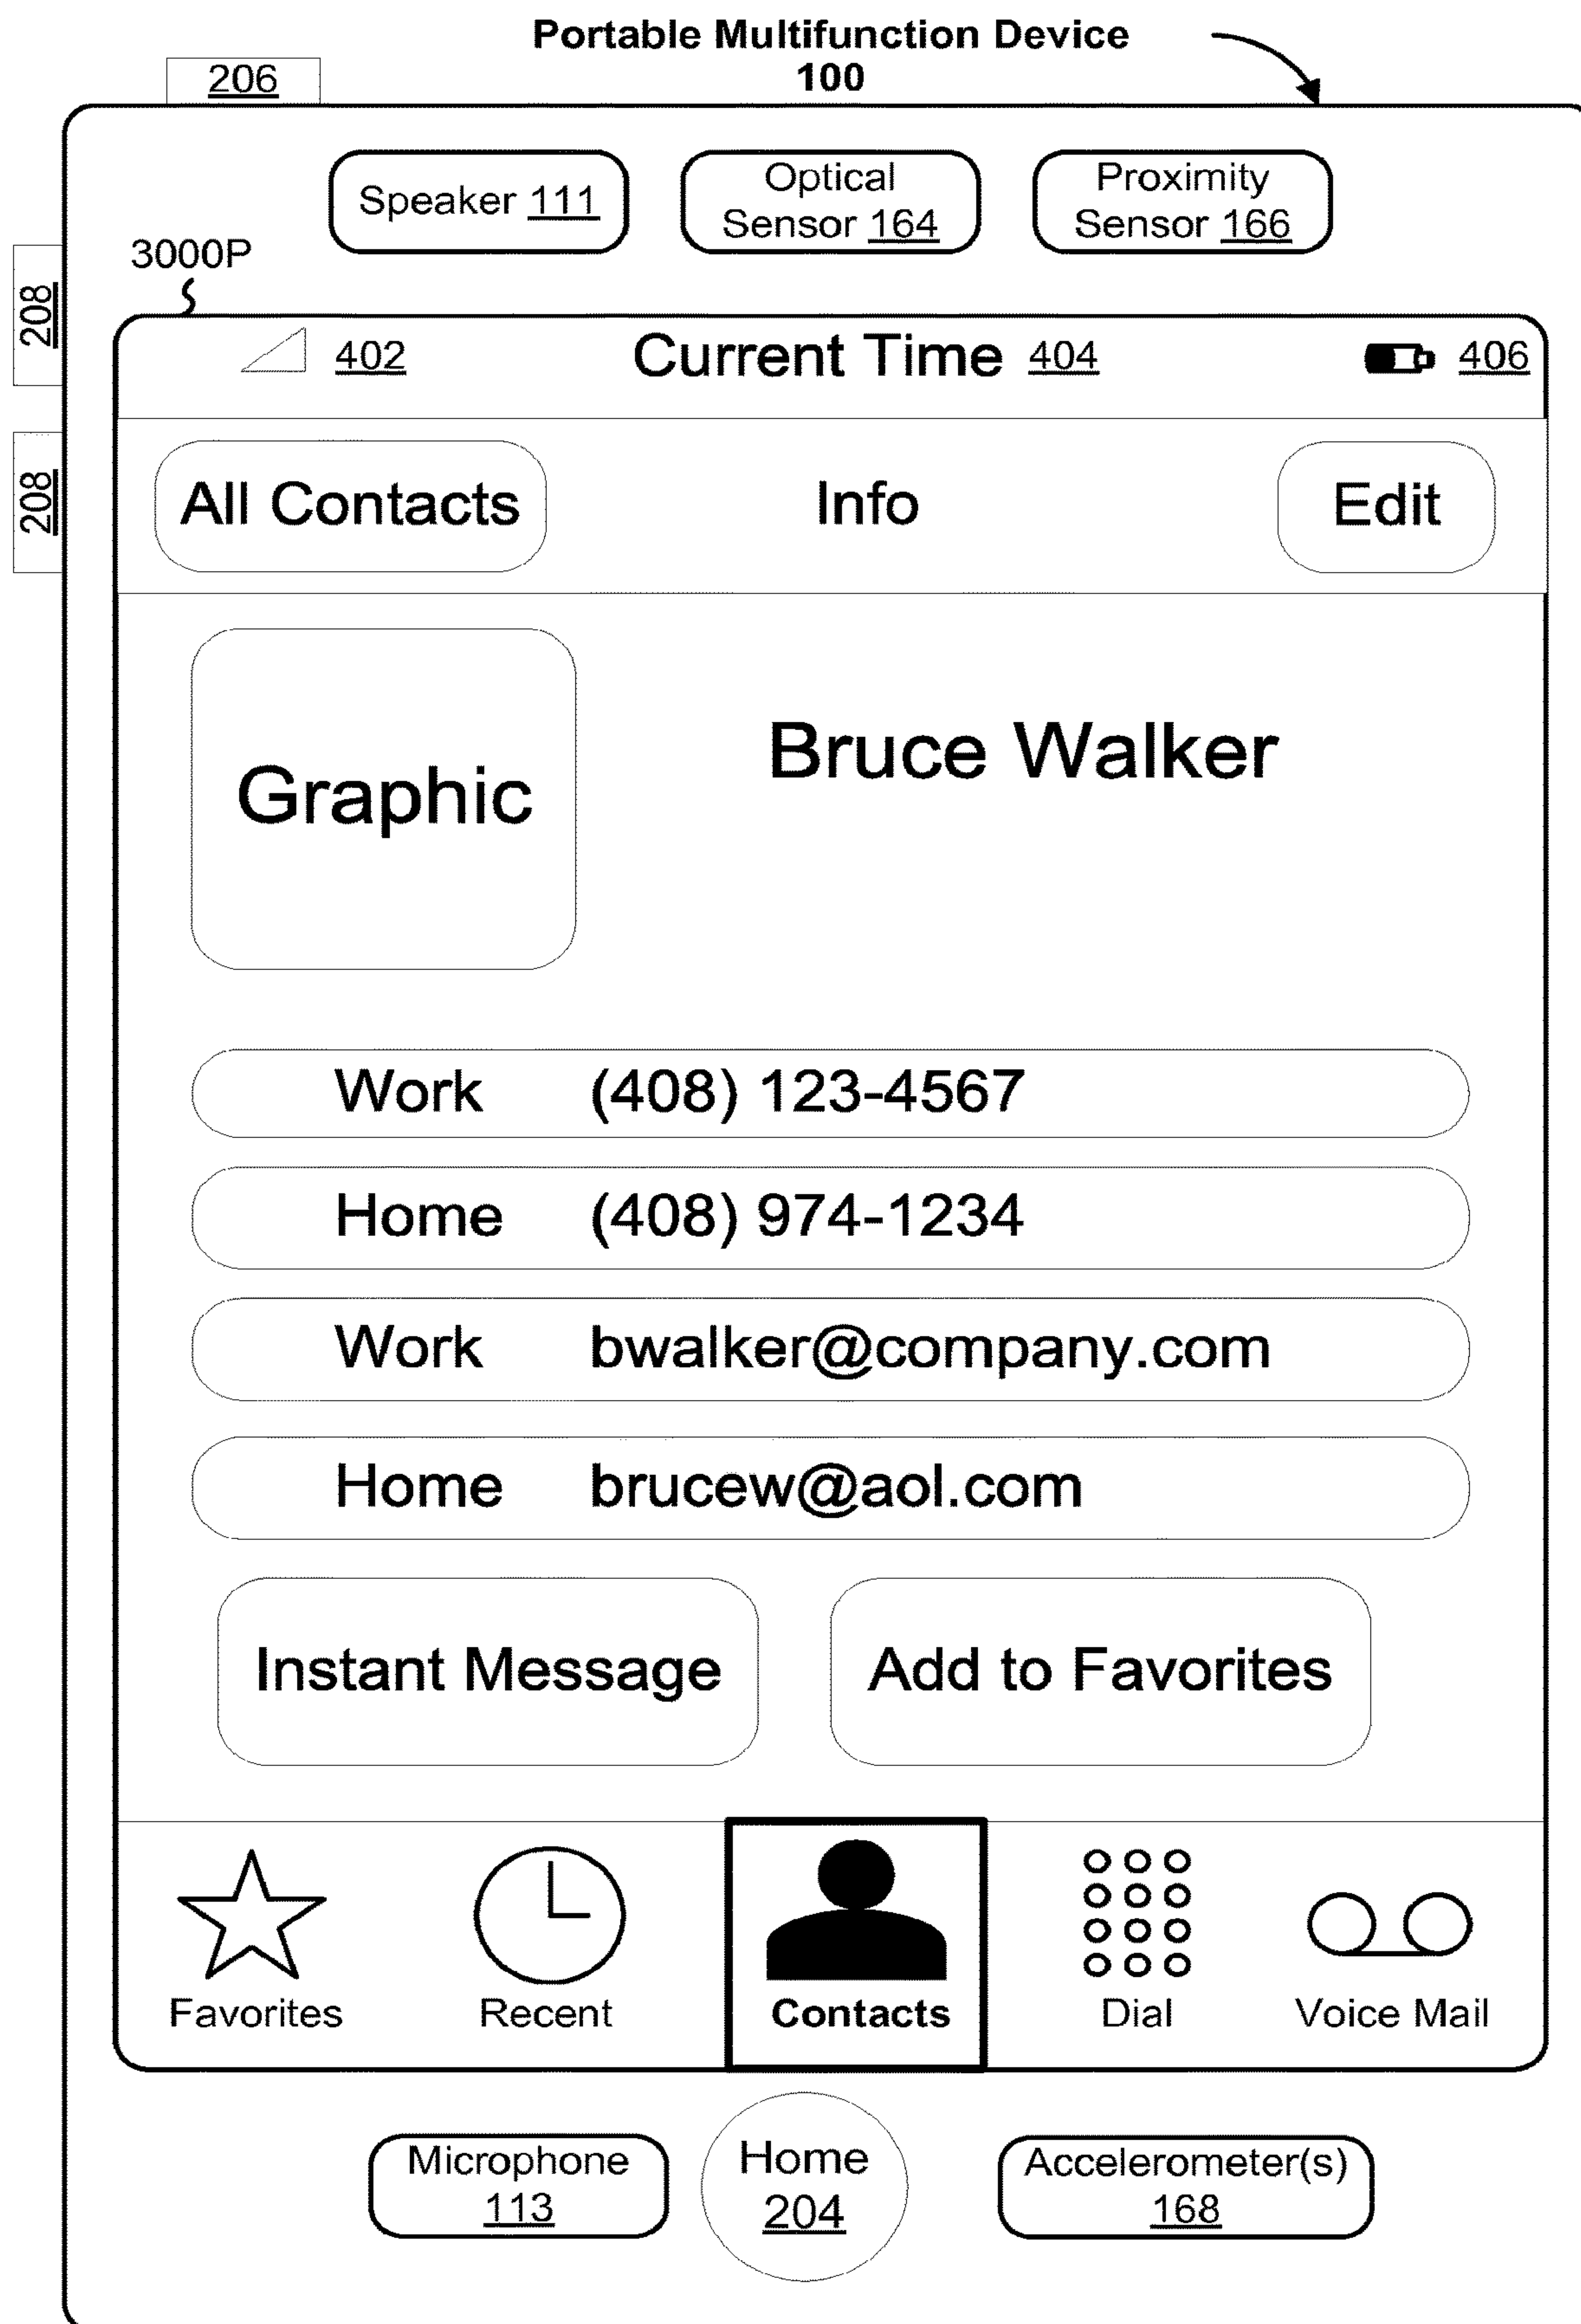 Portable Multifunction Device
100
206
Speaker 111
Optical
Sensor 164
Proximity
Sensor 166
3000P
208
208
402
Current Time 404
406
All Contacts
Info
Edit
Graphic
Bruce Walker
Work (408) 123-4567
Home (408) 974-1234
Work bwalker@company.com
Home brucew@aol.com
Instant Message
Add to Favorites
Favorites
Recent
Contacts
Dial
Voice Mail
Microphone
113
Home
204
Accelerometer(s)
168